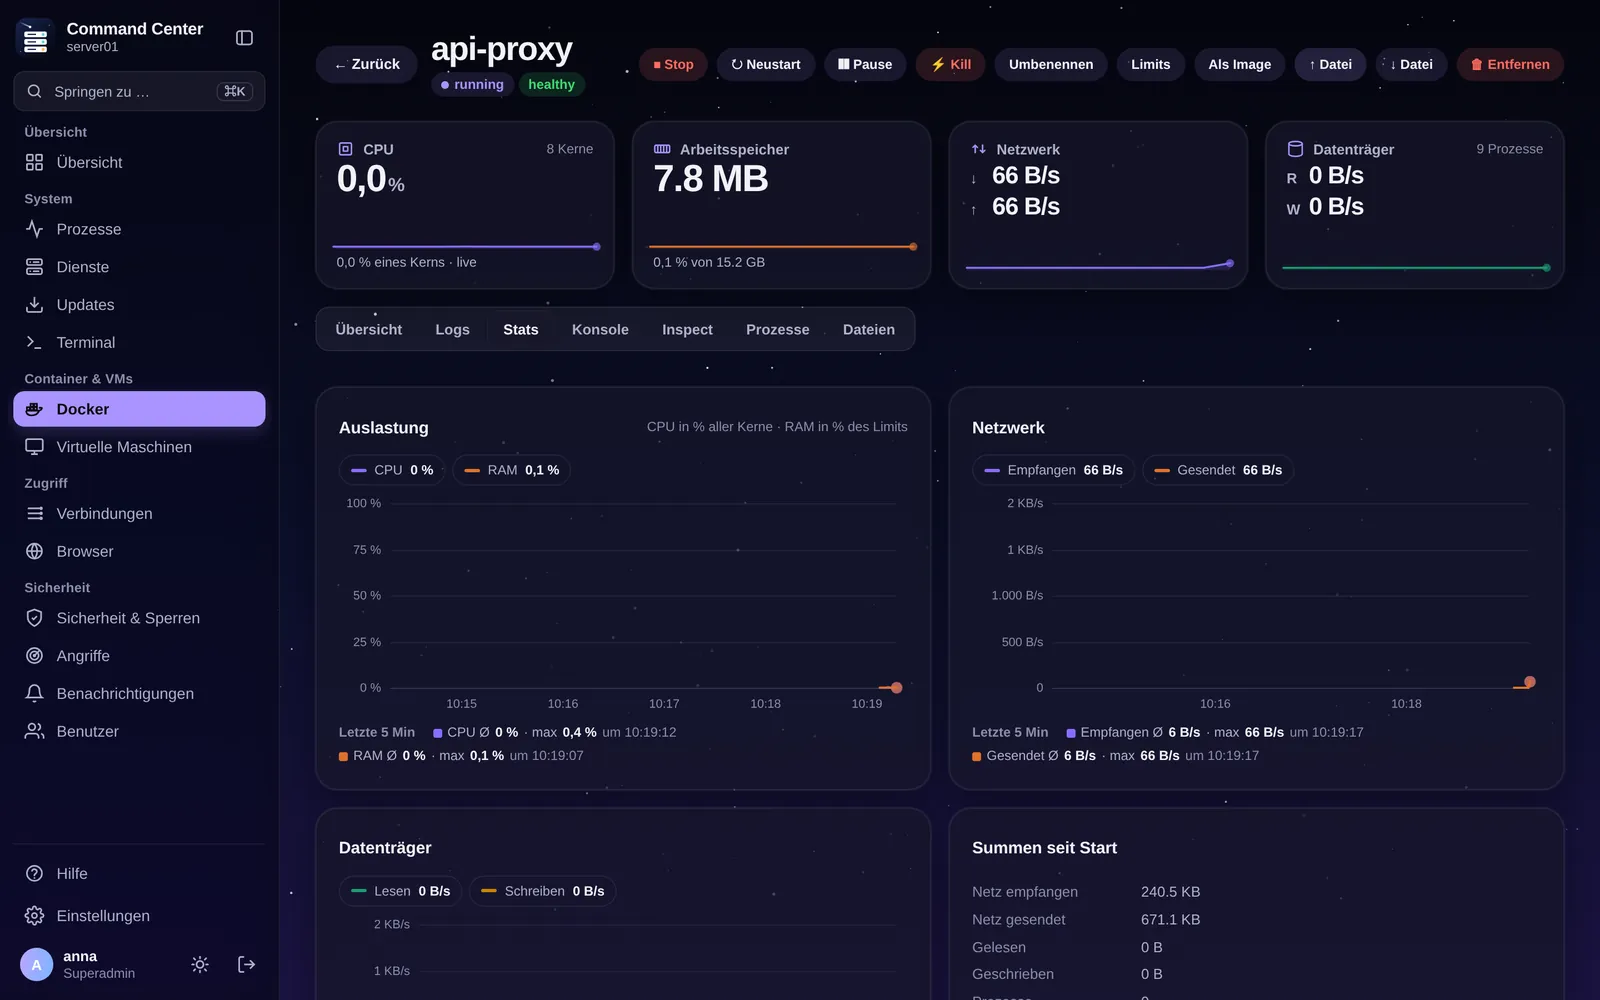 Command Center
server01
Springen zu …
⌘K
Übersicht
Übersicht
System
Prozesse
Dienste
Updates
Terminal
Container & VMs
Docker
Virtuelle Maschinen
Zugriff
Verbindungen
Browser
Sicherheit
Sicherheit & Sperren
Angriffe
Benachrichtigungen
Benutzer
Hilfe
Einstellungen
A
anna
Superadmin
← Zurück
api-proxy
running
healthy
Stop
Neustart
Pause
Kill
Umbenennen
Limits
Als Image
↑ Datei
↓ Datei
Entfernen
CPU
8 Kerne
0,0%
0,0 % eines Kerns · live
Arbeitsspeicher
7.8 MB
0,1 % von 15.2 GB
Netzwerk
↓ 66 B/s
↑ 66 B/s
Datenträger
9 Prozesse
R 0 B/s
W 0 B/s
Übersicht Logs Stats Konsole Inspect Prozesse Dateien
Auslastung
CPU in % aller Kerne · RAM in % des Limits
CPU 0 %
RAM 0,1 %
100 %
75 %
50 %
25 %
0 %
10:15 10:16 10:17 10:18 10:19
Letzte 5 Min CPU Ø 0 % · max 0,4 % um 10:19:12
RAM Ø 0 % · max 0,1 % um 10:19:07
Netzwerk
Empfangen 66 B/s
Gesendet 66 B/s
2 KB/s
1 KB/s
1.000 B/s
500 B/s
0
10:16 10:18
Letzte 5 Min Empfangen Ø 6 B/s · max 66 B/s um 10:19:17
Gesendet Ø 6 B/s · max 66 B/s um 10:19:17
Datenträger
Lesen 0 B/s
Schreiben 0 B/s
2 KB/s
1 KB/s
Summen seit Start
Netz empfangen 240.5 KB
Netz gesendet 671.1 KB
Gelesen 0 B
Geschrieben 0 B